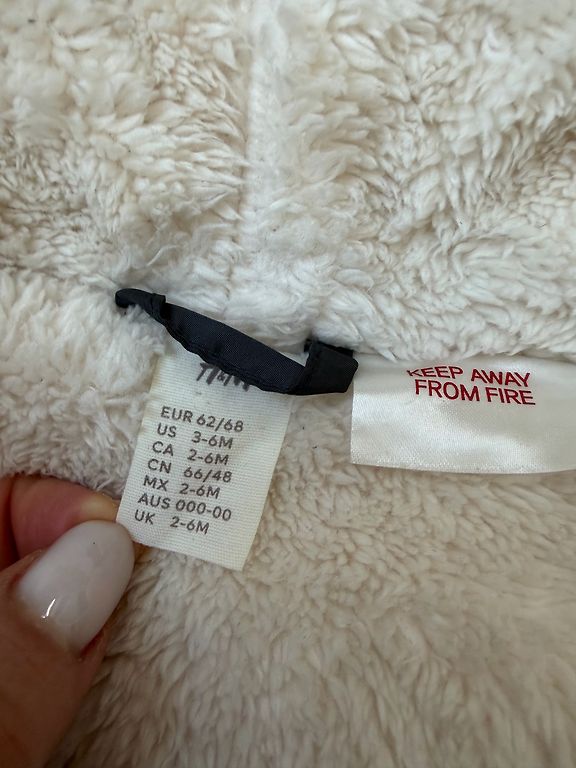 H&M
EUR 62/68
US 3-6M
CA 2-6M
CN 66/48
MX 2-6M
AUS 000-00
UK 2-6M
KEEP AWAY
FROM FIRE